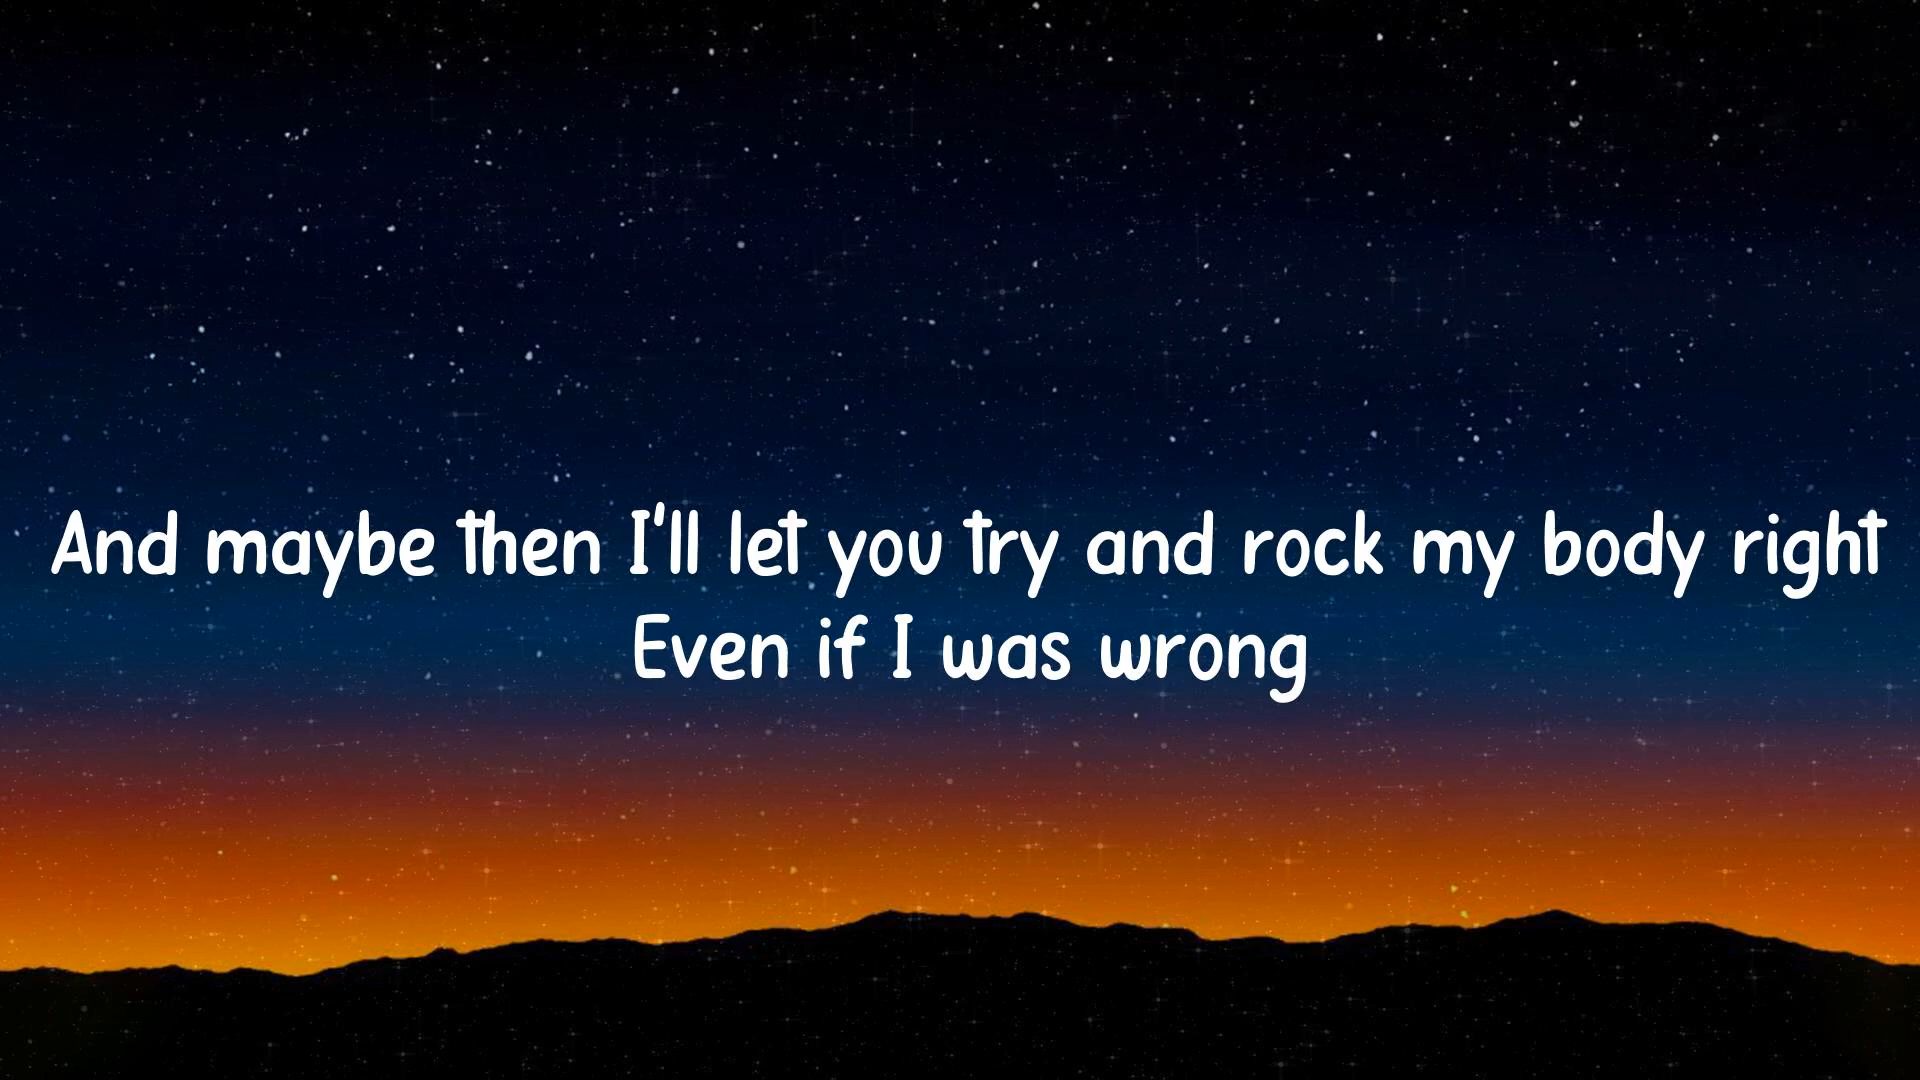 And maybe then I'll let you try and rock my body right
Even if I was wrong